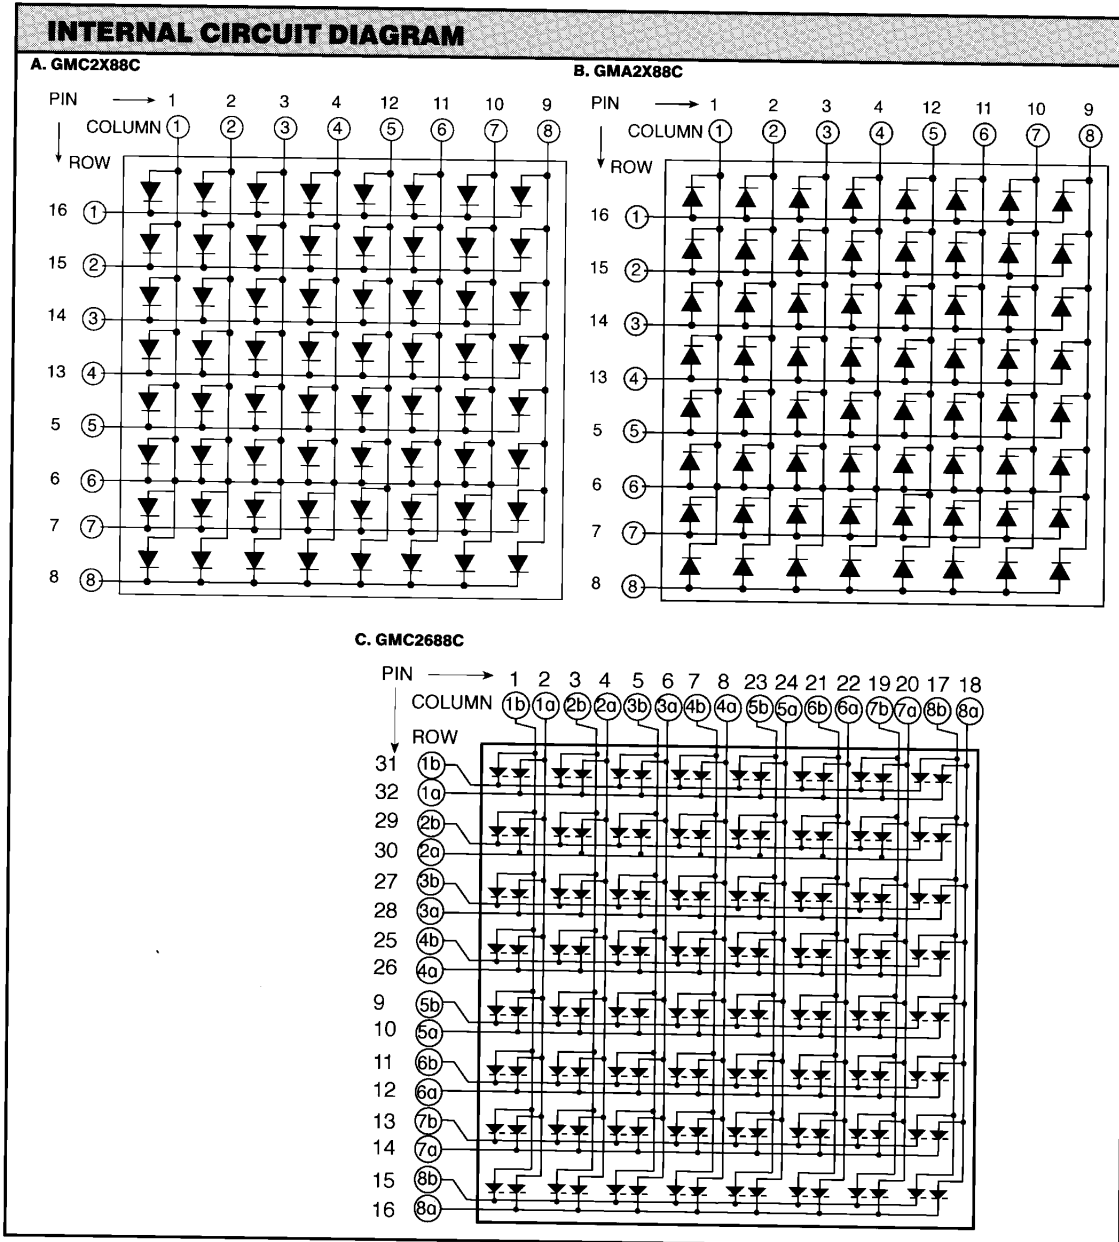 INTERNAL CIRCUIT DIAGRAM
A. GMC2X88C
PIN 1 2 3 4 12 11 10 9
COLUMN 1 2 3 4 5 6 7 8
ROW
16 1
15 2
14 3
13 4
5 5
6 6
7 7
8 8
B. GMA2X88C
PIN 1 2 3 4 12 11 10 9
COLUMN 1 2 3 4 5 6 7 8
ROW
16 1
15 2
14 3
13 4
5 5
6 6
7 7
8 8
C. GMC2688C
PIN 1 2 3 4 5 6 7 8 23 24 21 22 19 20 17 18
COLUMN 1b 1a 2b 2a 3b 3a 4b 4a 5b 5a 6b 6a 7b 7a 8b 8a
ROW
31 1b
32 1a
29 2b
30 2a
27 3b
28 3a
25 4b
26 4a
9 5b
10 5a
11 6b
12 6a
13 7b
14 7a
15 8b
16 8a